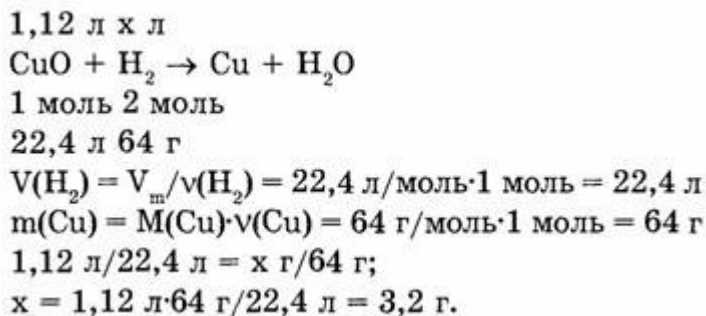 1,12 л x л
CuO + H₂ → Cu + H₂O
1 моль 2 моль
22,4 л 64 г
V(H₂) = Vₘ/ν(H₂) = 22,4 л/моль·1 моль = 22,4 л
m(Cu) = M(Cu)·ν(Cu) = 64 г/моль·1 моль = 64 г
1,12 л/22,4 л = x г/64 г;
x = 1,12 л·64 г/22,4 л = 3,2 г.